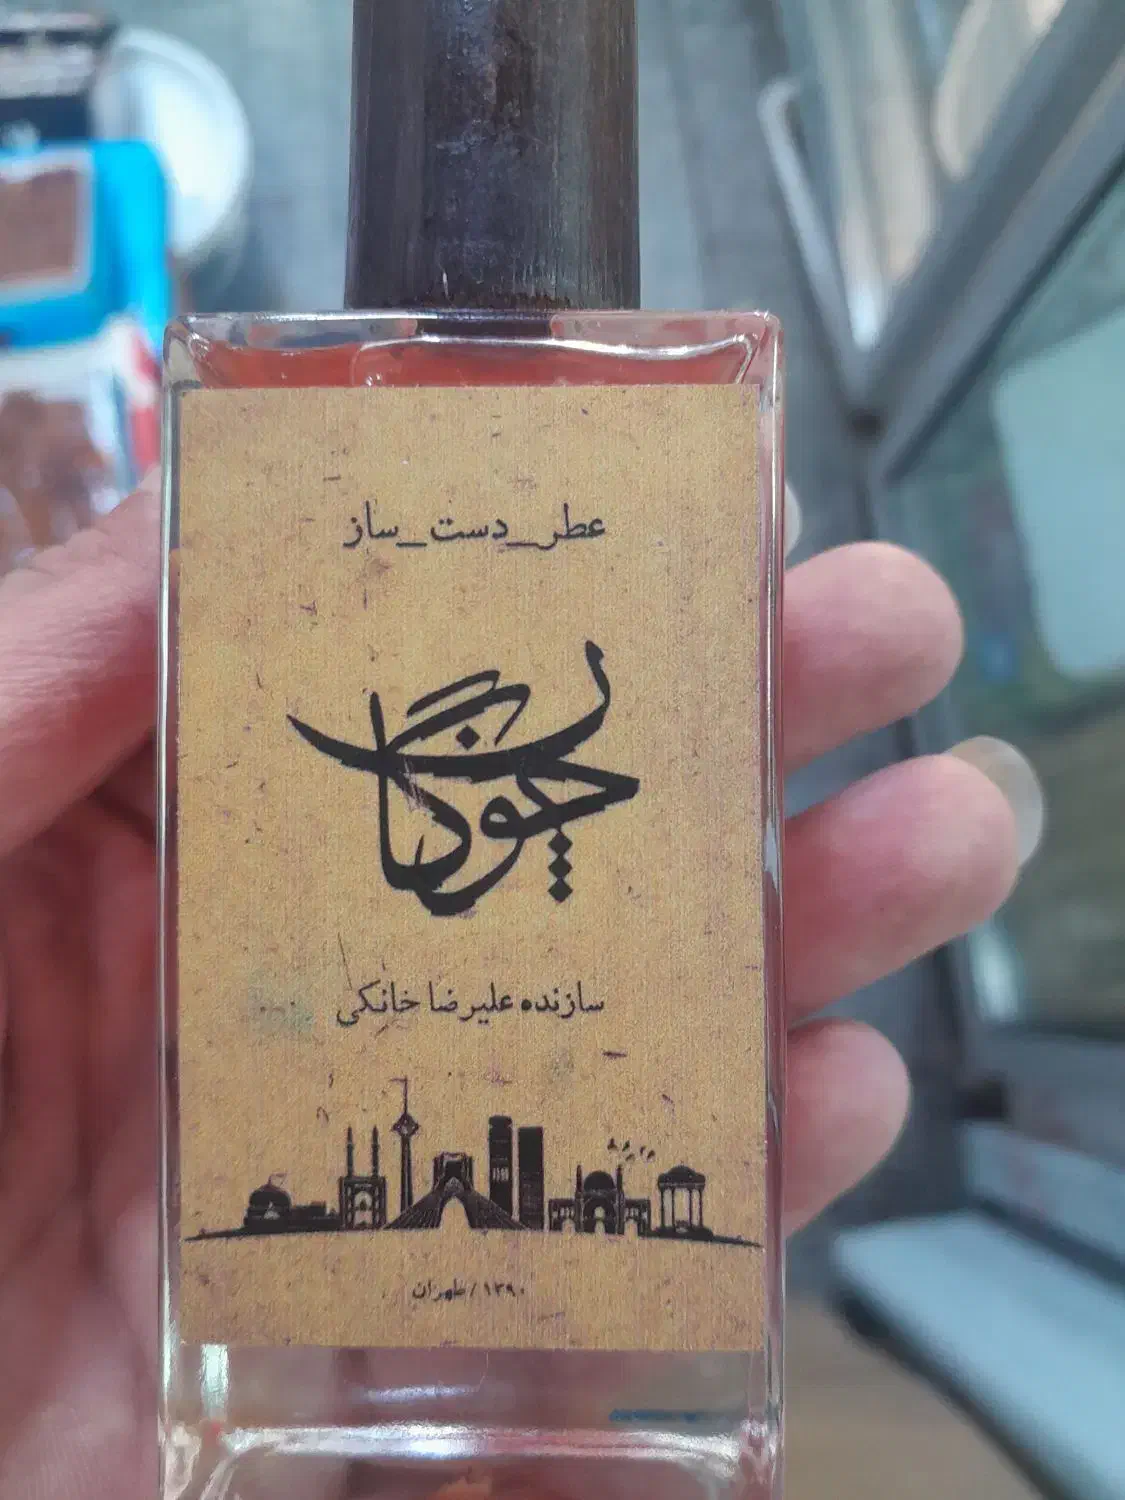 عطر_دست_ساز
چوگان
سازنده علیرضا خانکی
۱۳۹۰ / طهران